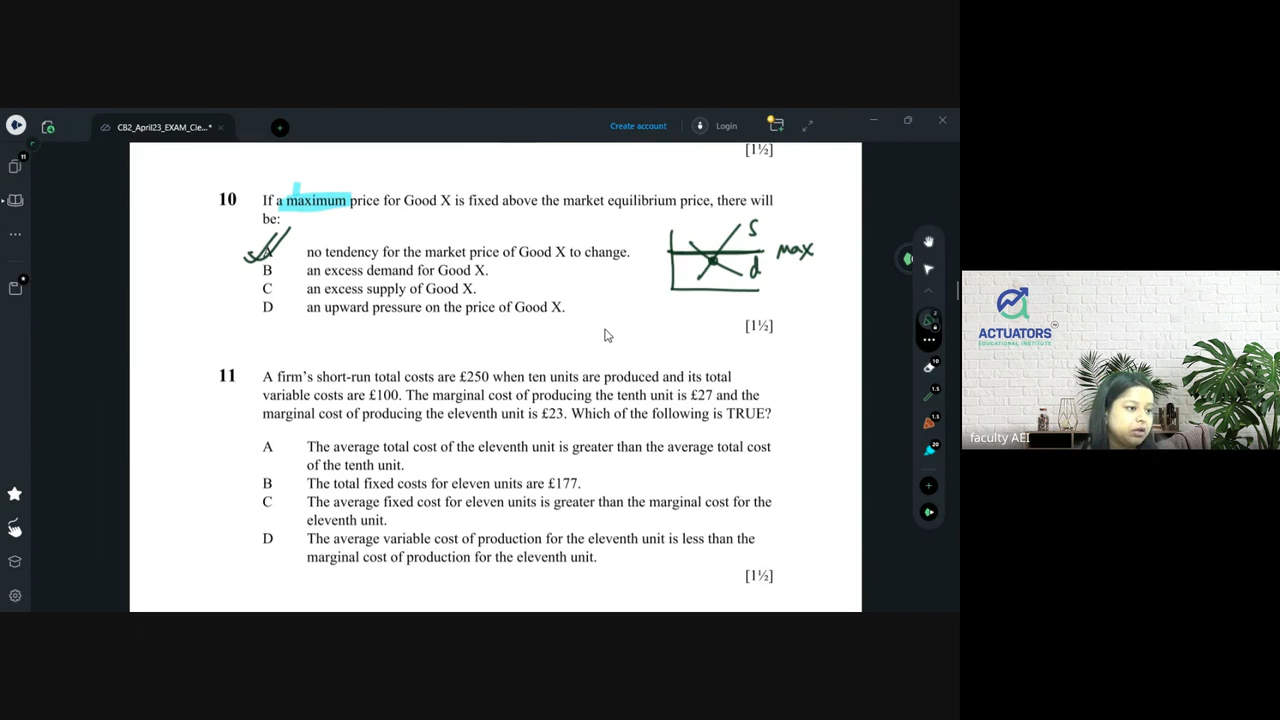 CB2_April23_EXAM_Cle...*
Create account
Login
11
[1½]
10 If a maximum price for Good X is fixed above the market equilibrium price, there will
be:
A no tendency for the market price of Good X to change.
B an excess demand for Good X.
C an excess supply of Good X.
D an upward pressure on the price of Good X.
[1½]
S
max
d
11 A firm's short-run total costs are £250 when ten units are produced and its total
variable costs are £100. The marginal cost of producing the tenth unit is £27 and the
marginal cost of producing the eleventh unit is £23. Which of the following is TRUE?
A The average total cost of the eleventh unit is greater than the average total cost
of the tenth unit.
B The total fixed costs for eleven units are £177.
C The average fixed cost for eleven units is greater than the marginal cost for the
eleventh unit.
D The average variable cost of production for the eleventh unit is less than the
marginal cost of production for the eleventh unit.
[1½]
2
10
1.5
1.5
20
ACTUATORS
EDUCATIONAL INSTITUTE
TM
faculty AEI